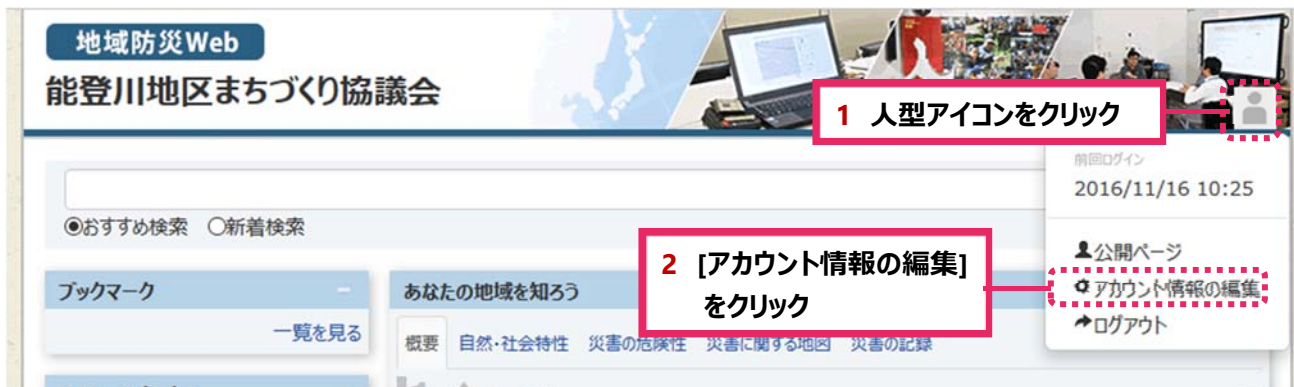 地域防災Web
能登川地区まちづくり協議会
1 人型アイコンをクリック
前回ログイン
2016/11/16 10:25
◉おすすめ検索 ○新着検索
公開ページ
2 [アカウント情報の編集]
をクリック
アカウント情報の編集
ログアウト
ブックマーク
一覧を見る
あなたの地域を知ろう
概要 自然・社会特性 災害の危険性 災害に関する地図 災害の記録